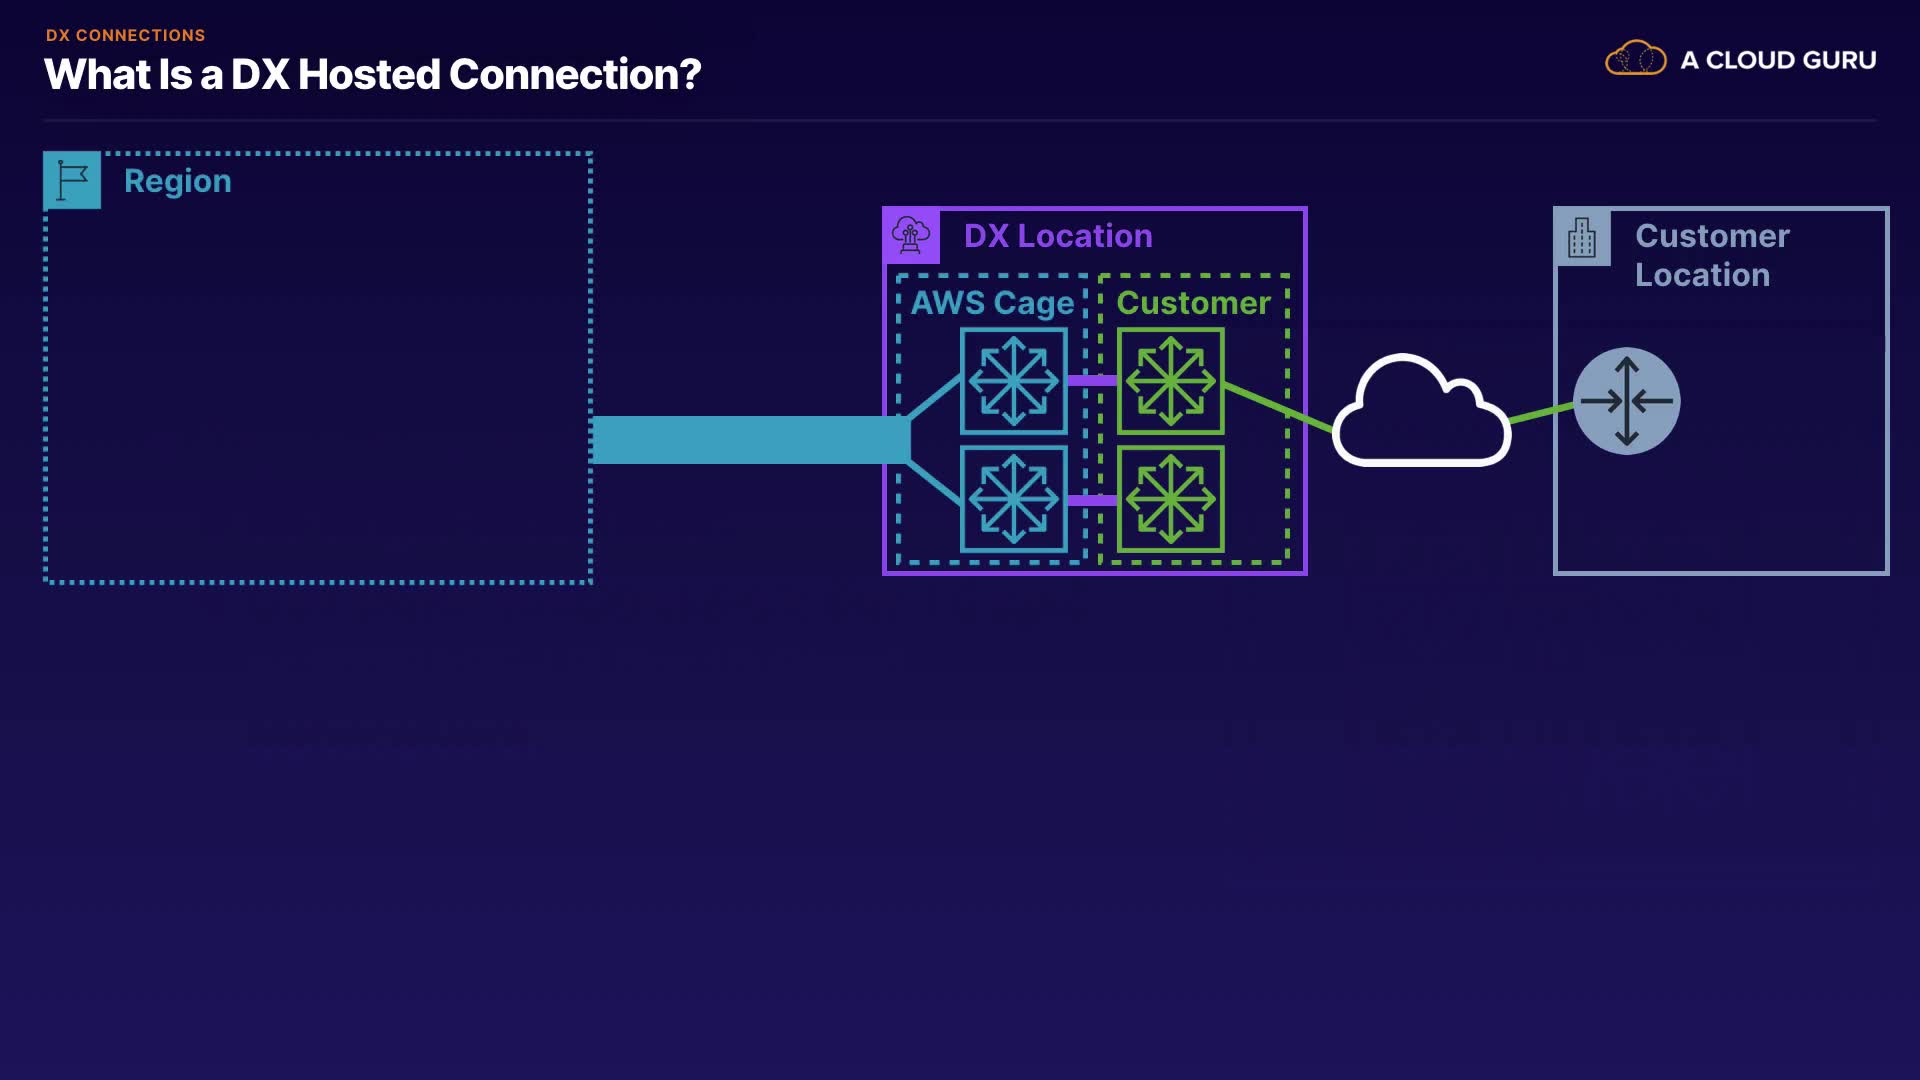 DX CONNECTIONS
What Is a DX Hosted Connection?
A CLOUD GURU
Region
DX Location
AWS Cage
Customer
Customer
Location